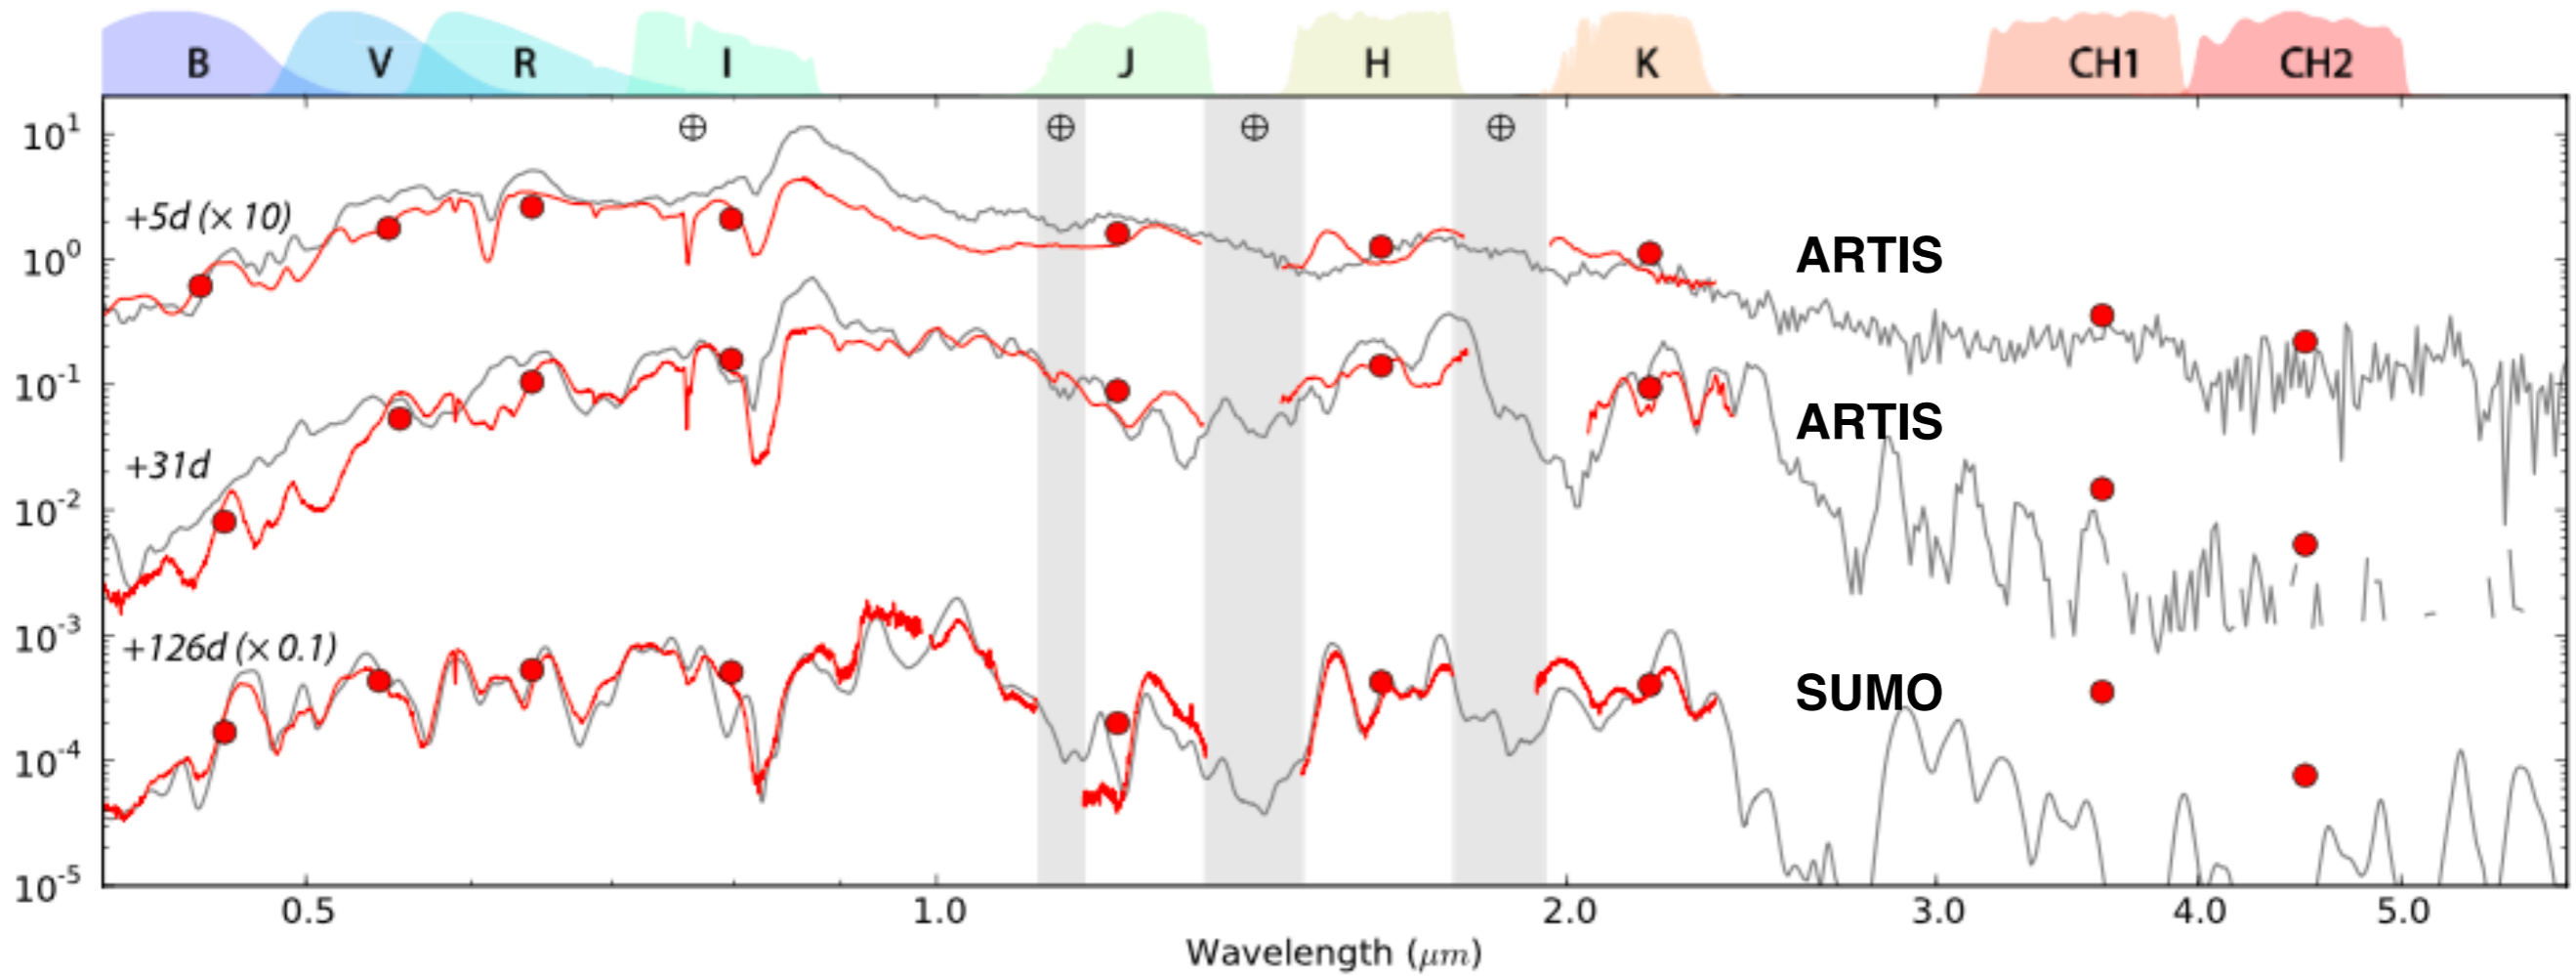 B V R I J H K CH1 CH2
10^1
⊕ ⊕ ⊕ ⊕
+5d (× 10)
10^0
ARTIS
10^-1
ARTIS
+31d
10^-2
10^-3
+126d (× 0.1)
SUMO
10^-4
10^-5
0.5 1.0 2.0 3.0 4.0 5.0
Wavelength (μm)